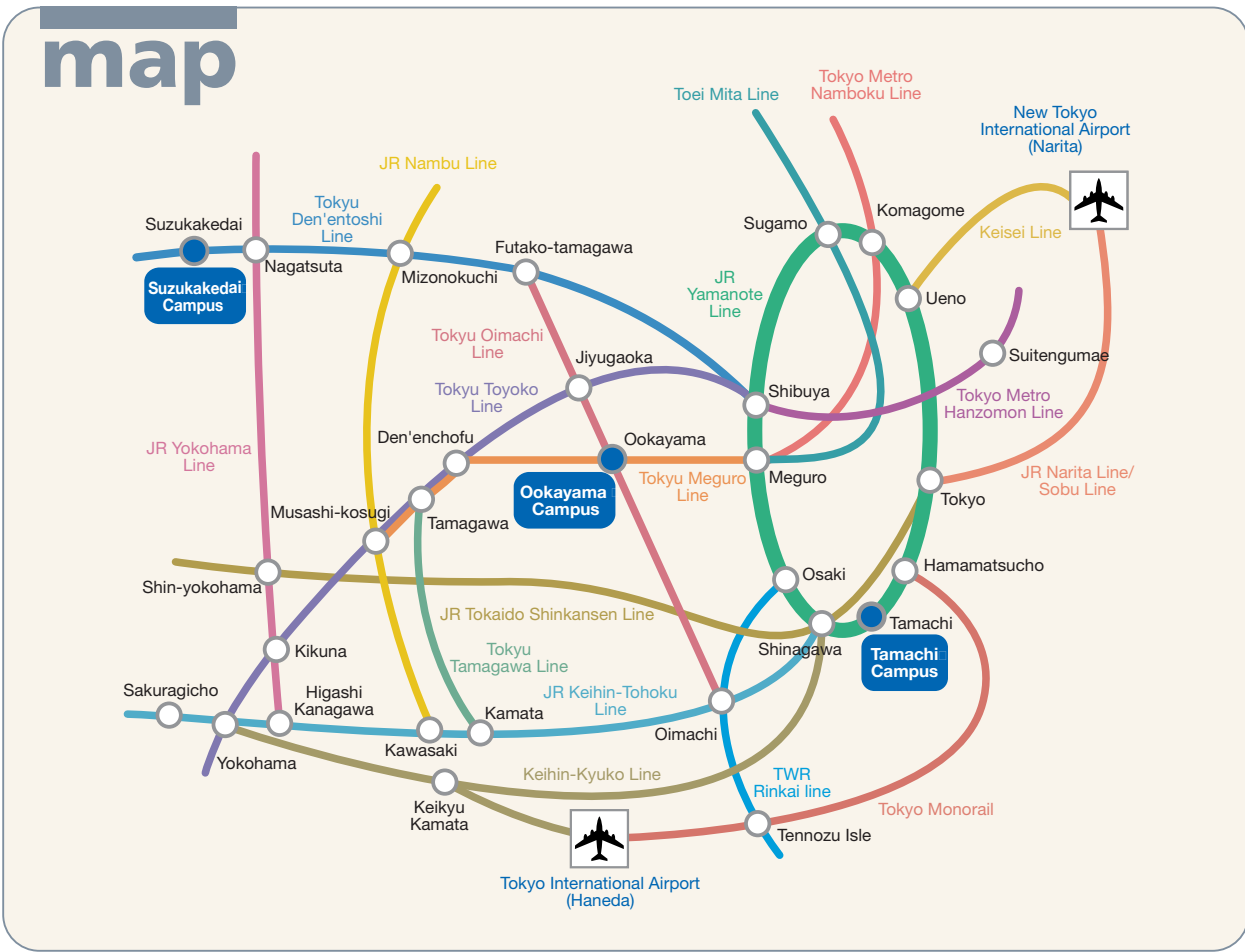 map
Toei Mita Line
Tokyo Metro
Namboku Line
New Tokyo
International Airport
(Narita)
JR Nambu Line
Suzukakedai
Tokyu
Den'entoshi
Line
Nagatsuta
Suzukakedai
Campus
Mizonokuchi
Futako-tamagawa
Sugamo
Komagome
Keisei Line
JR
Yamanote
Line
Ueno
Tokyu Oimachi
Line
Jiyugaoka
Suitengumae
Tokyu Toyoko
Line
Shibuya
Tokyo Metro
Hanzomon Line
JR Yokohama
Line
Den'enchofu
Ookayama
Tokyu Meguro
Line
Meguro
JR Narita Line/
Sobu Line
Ookayama
Campus
Tokyo
Musashi-kosugi
Tamagawa
Shin-yokohama
Osaki
Hamamatsucho
JR Tokaido Shinkansen Line
Shinagawa
Tamachi
Tamachi
Campus
Kikuna
Tokyu
Tamagawa Line
Sakuragicho
Higashi
Kanagawa
JR Keihin-Tohoku
Line
Kamata
Oimachi
Kawasaki
Yokohama
Keihin-Kyuko Line
TWR
Rinkai line
Keikyu
Kamata
Tokyo Monorail
Tennozu Isle
Tokyo International Airport
(Haneda)